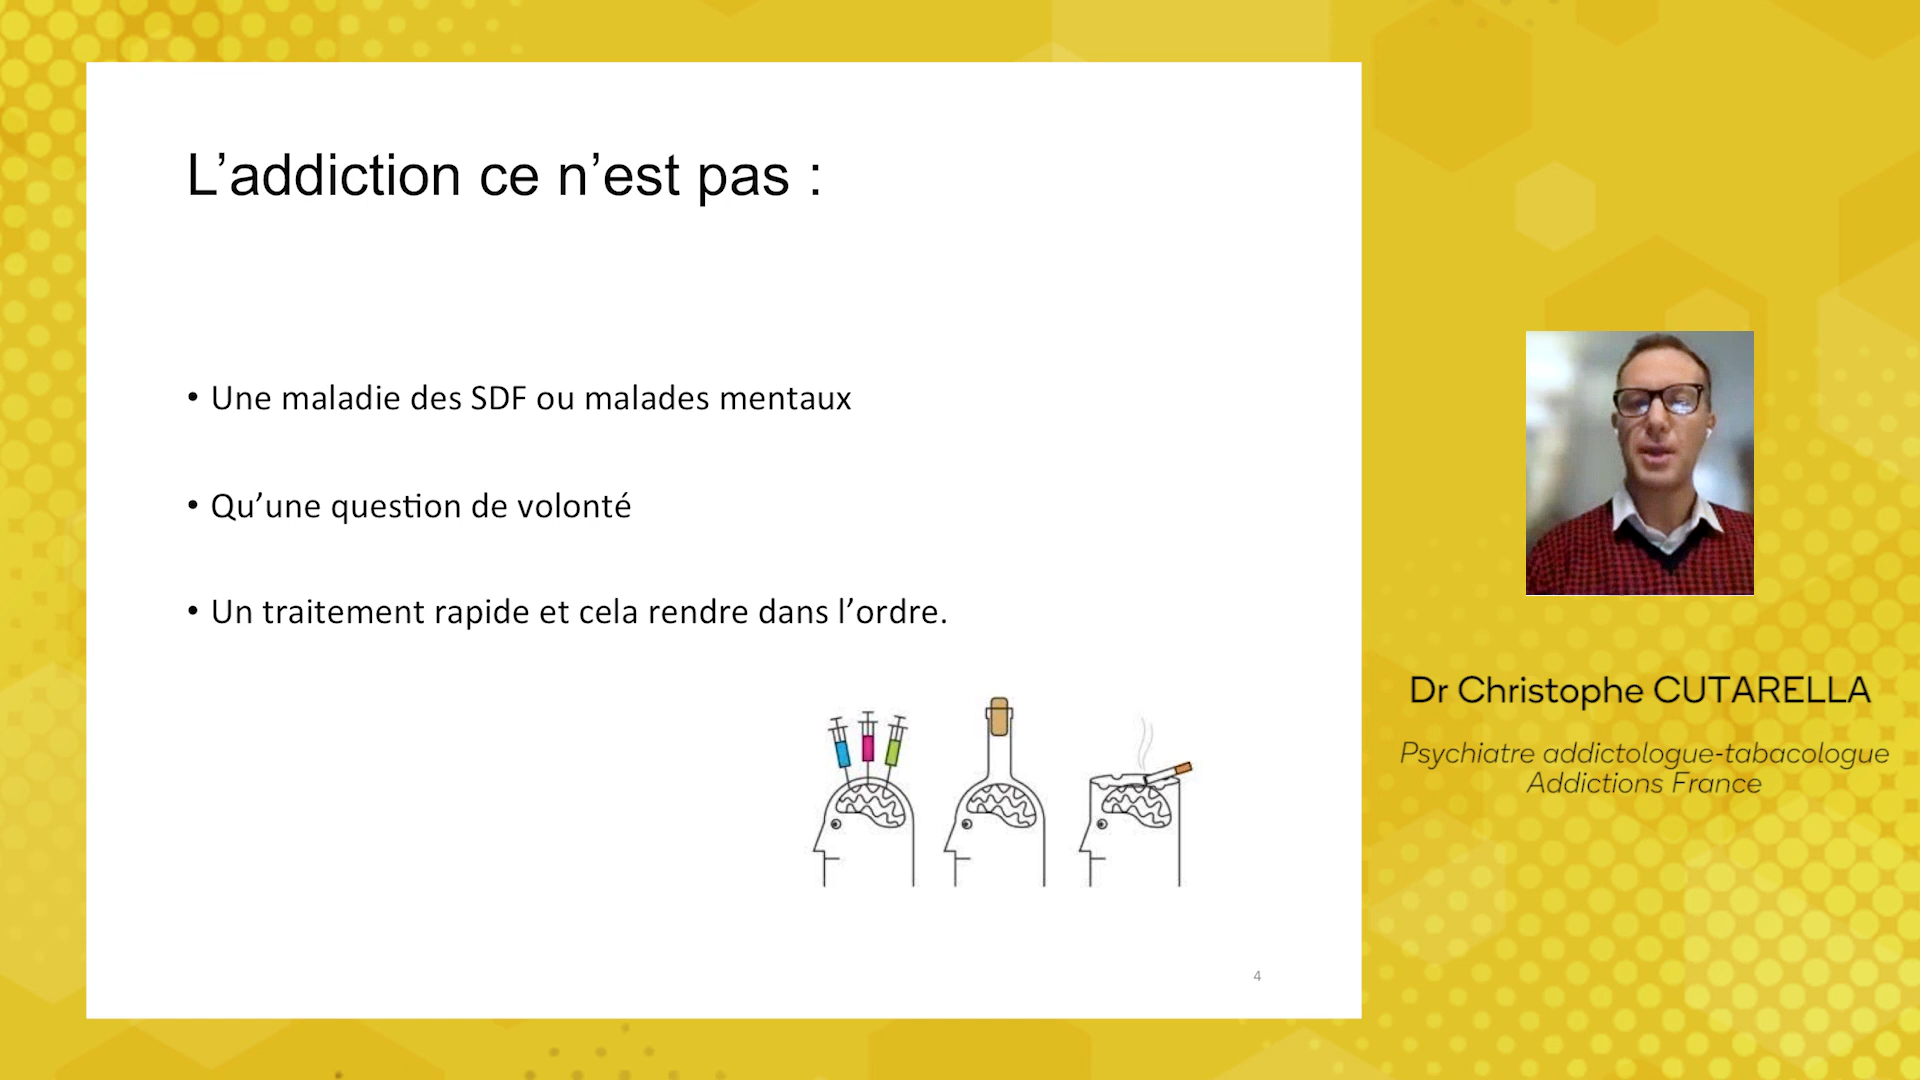 L’addiction ce n’est pas :
• Une maladie des SDF ou malades mentaux
• Qu’une question de volonté
• Un traitement rapide et cela rendre dans l’ordre.
4
Dr Christophe CUTARELLA
Psychiatre addictologue-tabacologue
Addictions France